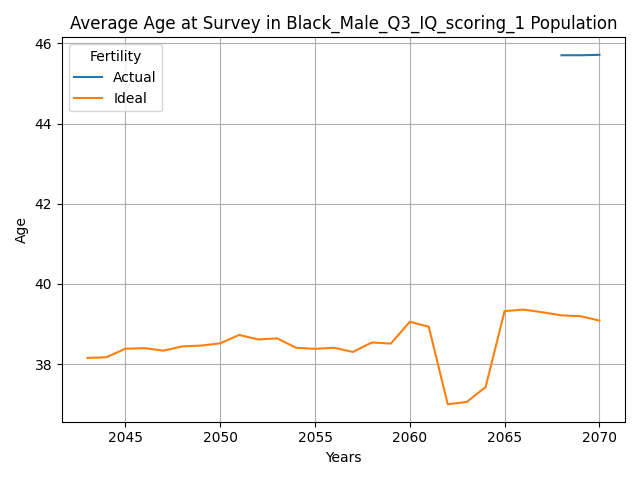 Average Age at Survey in Black_Male_Q3_IQ_scoring_1 Population
Fertility
Actual
Ideal
46
44
42
40
38
Age
2045 2050 2055 2060 2065 2070
Years